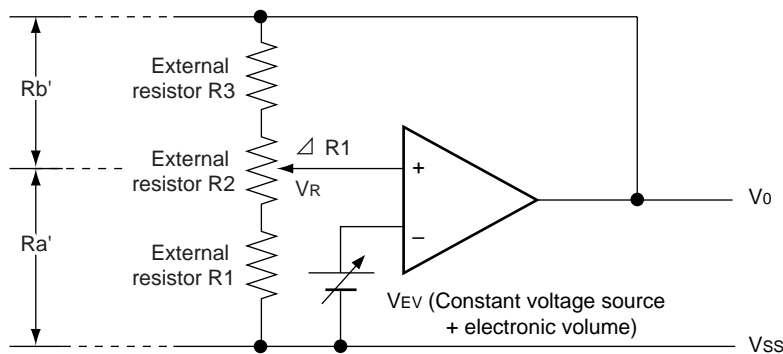 Rb'
External
resistor R3
External
resistor R2
⊿ R1
VR
+
Ra'
External
resistor R1
–
V0
VEV (Constant voltage source
+ electronic volume)
VSS